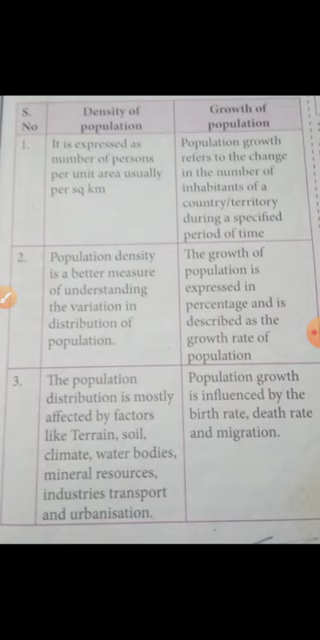 S.
No
Density of
population
Growth of
population
1.
It is expressed as
number of persons
per unit area usually
per sq km
Population growth
refers to the change
in the number of
inhabitants of a
country/territory
during a specified
period of time
2.
Population density
is a better measure
of understanding
the variation in
distribution of
population.
The growth of
population is
expressed in
percentage and is
described as the
growth rate of
population
3.
The population
distribution is mostly
affected by factors
like Terrain, soil,
climate, water bodies,
mineral resources,
industries transport
and urbanisation.
Population growth
is influenced by the
birth rate, death rate
and migration.